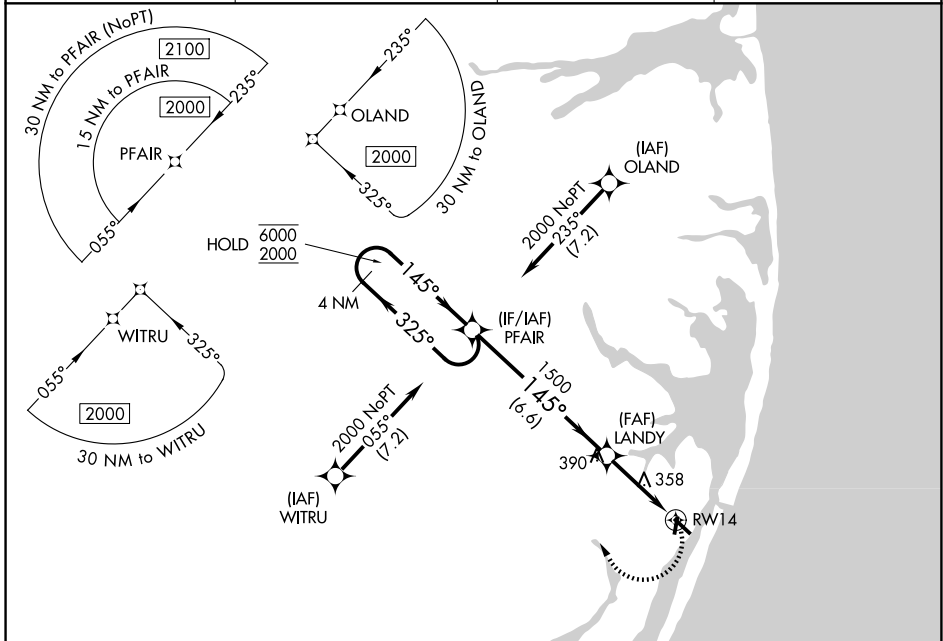 30 NM to PFAIR (NoPT)
2100
15 NM to PFAIR
2000
235°
PFAIR
055°
235°
OLAND
2000
325°
30 NM to OLAND
(IAF)
OLAND
2000 NoPT
235°
(7.2)
HOLD
6000
2000
145°
4 NM
325°
(IF/IAF)
PFAIR
1500
145°
(6.6)
WITRU
055°
325°
2000
30 NM to WITRU
2000 NoPT
055°
(7.2)
(IAF)
WITRU
(FAF)
LANDY
390
358
RW14